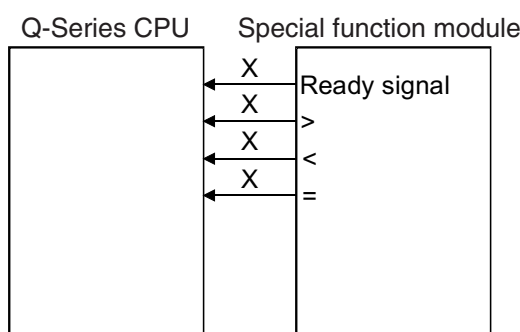 Q-Series CPU Special function module
X
Ready signal
X
>
X
<
X
=